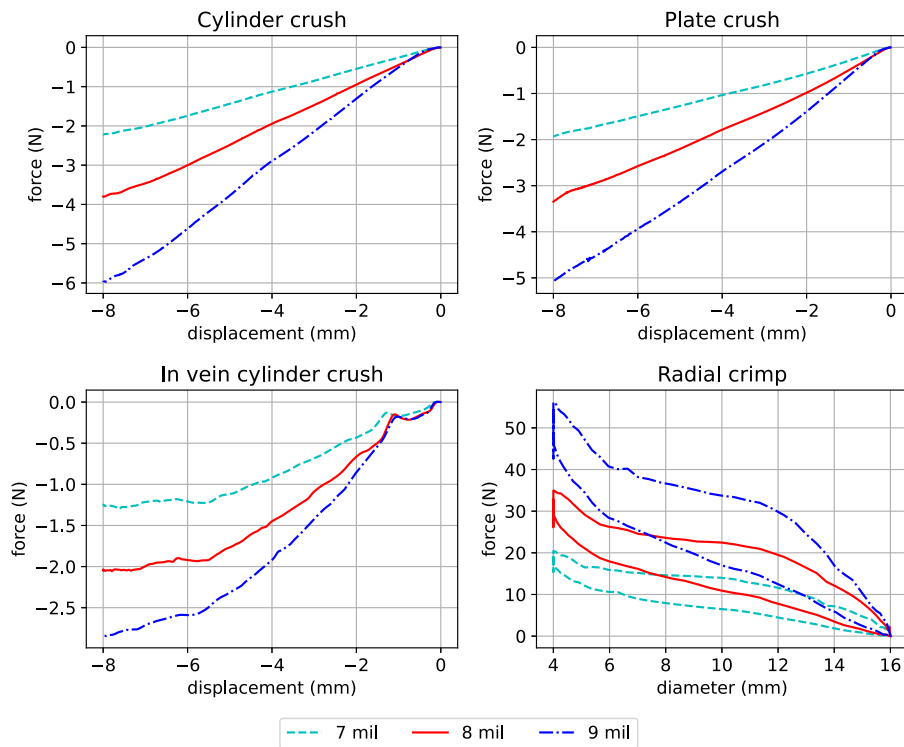 Cylinder crush
0
−1
−2
−3
−4
−5
−6
force (N)
−8 −6 −4 −2 0
displacement (mm)
Plate crush
0
−1
−2
−3
−4
−5
force (N)
−8 −6 −4 −2 0
displacement (mm)
In vein cylinder crush
0.0
−0.5
−1.0
−1.5
−2.0
−2.5
force (N)
−8 −6 −4 −2 0
displacement (mm)
Radial crimp
50
40
30
20
10
0
force (N)
4 6 8 10 12 14 16
diameter (mm)
7 mil 8 mil 9 mil